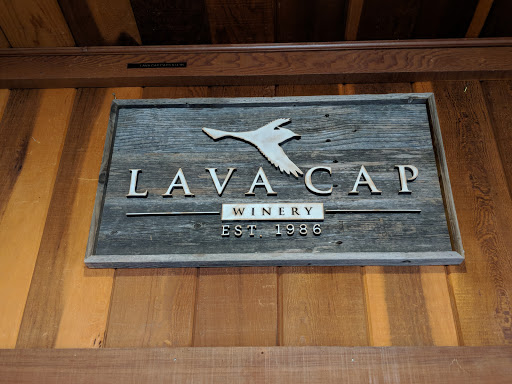 LAVA CAP
WINERY
EST. 1986